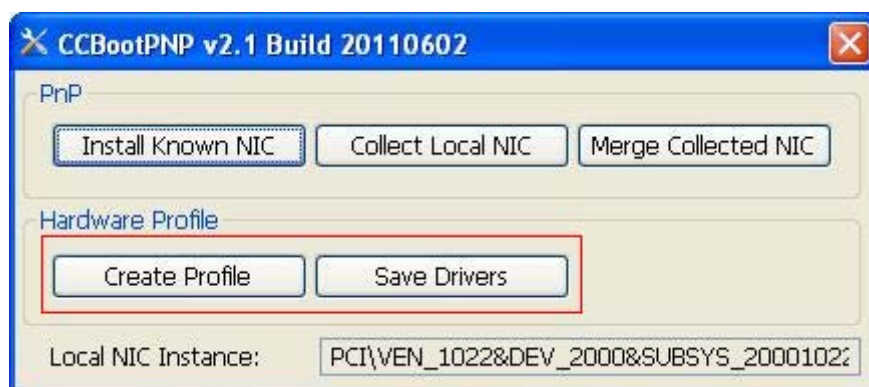 CCBootPNP v2.1 Build 20110602
PnP
Install Known NIC Collect Local NIC Merge Collected NIC
Hardware Profile
Create Profile Save Drivers
Local NIC Instance: PCI\VEN_1022&DEV_2000&SUBSYS_20001022